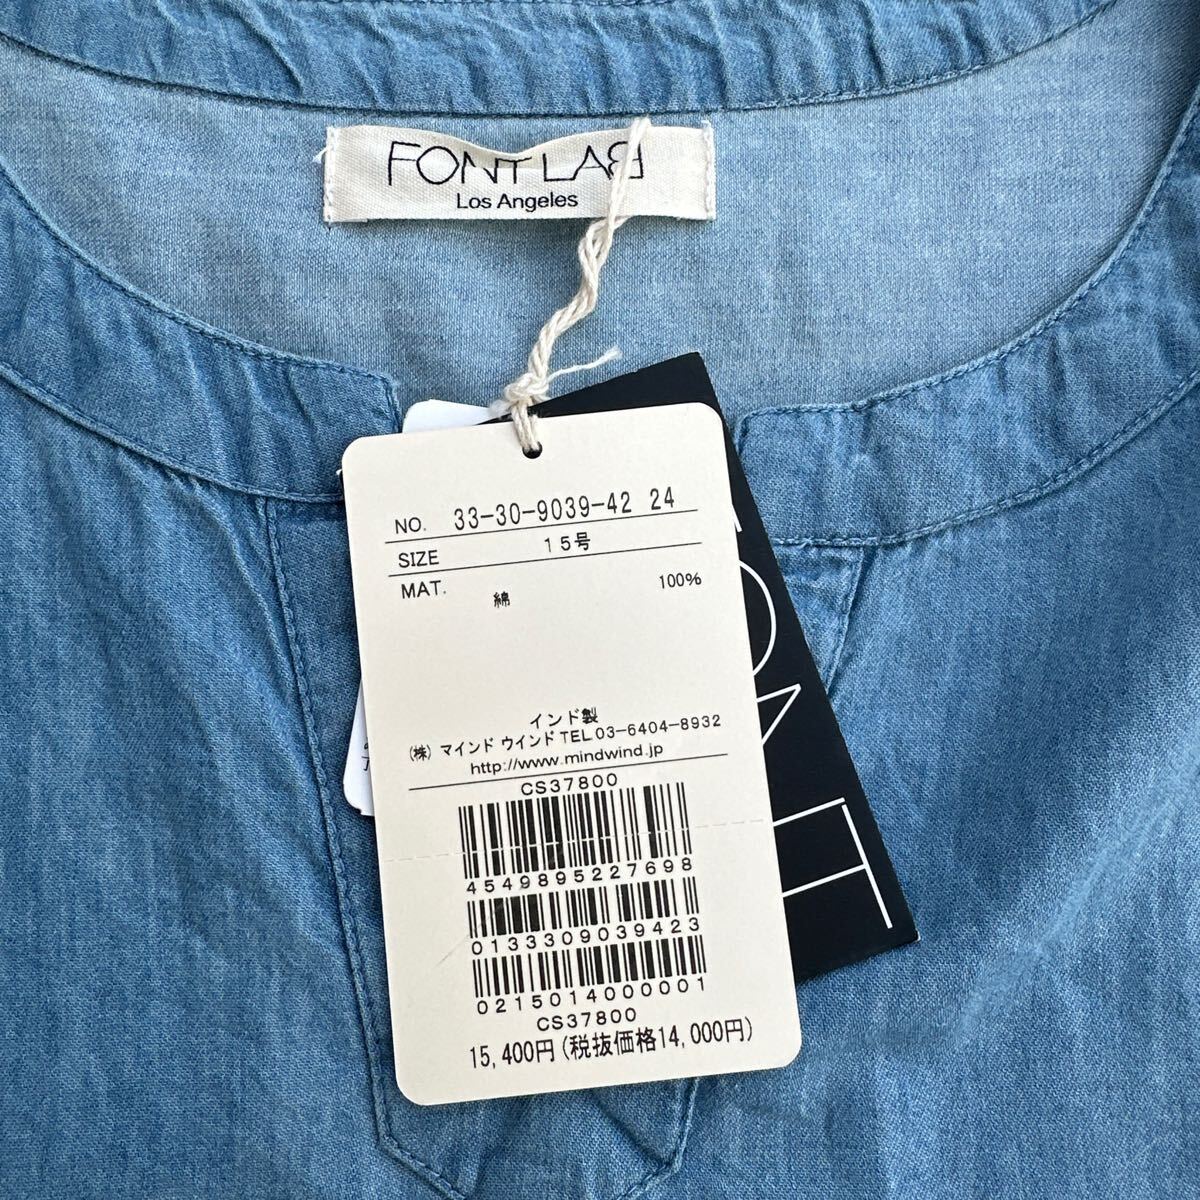 FONT LAB
Los Angeles
NO. 33-30-9039-42 24
SIZE 15号
MAT. 綿 100%
インド製
(株) マインド ウインド TEL 03-6404-8932
http://www.mindwind.jp
CS37800
4549895227698
0133309039423
0215014000001
CS37800
15,400円(税抜価格14,000円)
FONT